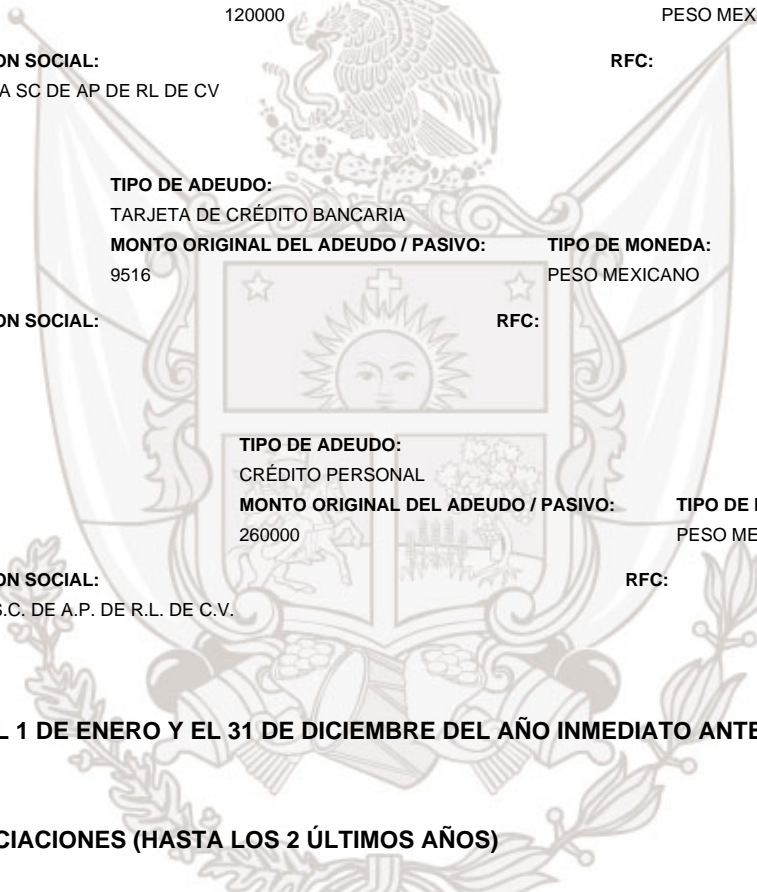 120000 PESO MEX
ON SOCIAL: RFC:
A SC DE AP DE RL DE CV
TIPO DE ADEUDO:
TARJETA DE CRÉDITO BANCARIA
MONTO ORIGINAL DEL ADEUDO / PASIVO: TIPO DE MONEDA:
9516 PESO MEXICANO
ON SOCIAL: RFC:
TIPO DE ADEUDO:
CRÉDITO PERSONAL
MONTO ORIGINAL DEL ADEUDO / PASIVO: TIPO DE
260000 PESO ME
ON SOCIAL: RFC:
S.C. DE A.P. DE R.L. DE C.V.
L 1 DE ENERO Y EL 31 DE DICIEMBRE DEL AÑO INMEDIATO ANTE
CIACIONES (HASTA LOS 2 ÚLTIMOS AÑOS)